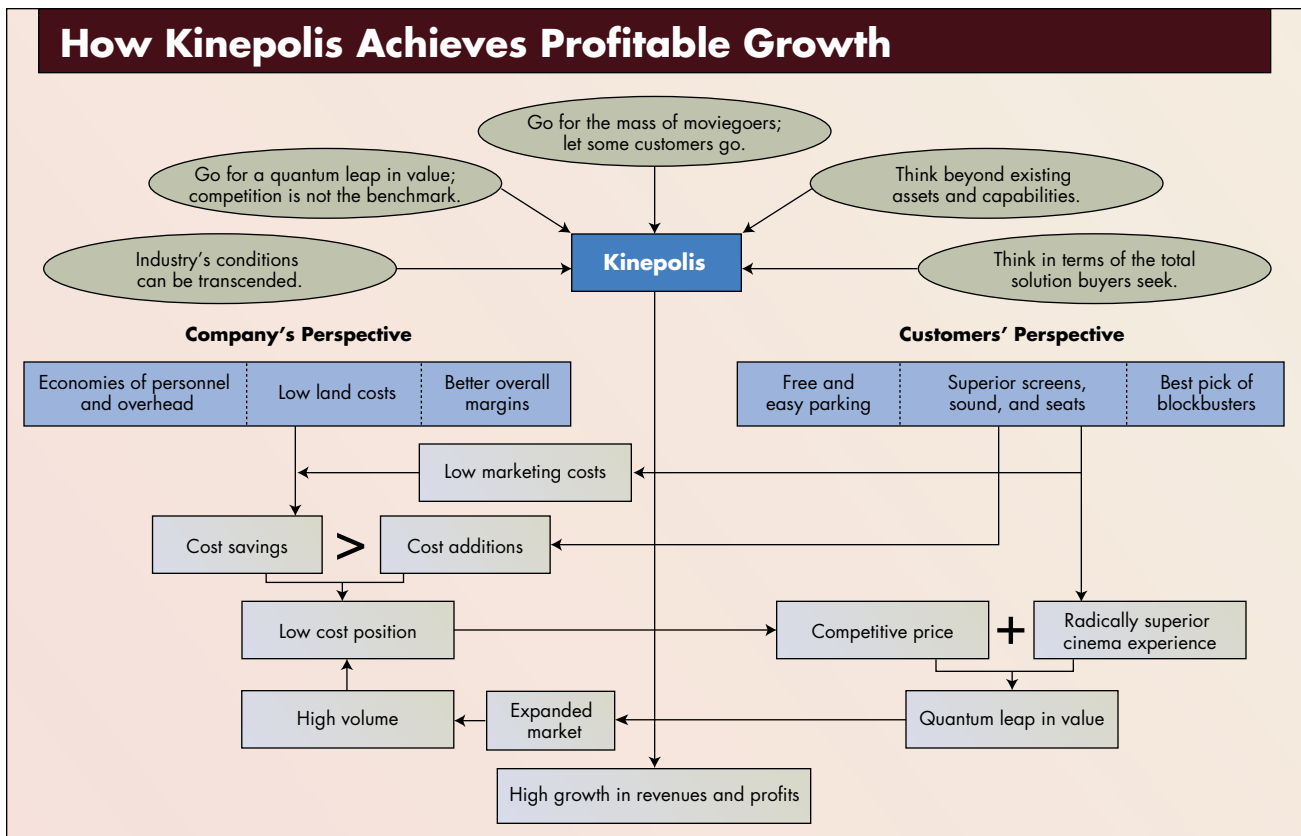 How Kinepolis Achieves Profitable Growth
Go for the mass of moviegoers;
let some customers go.
Go for a quantum leap in value;
competition is not the benchmark.
Think beyond existing
assets and capabilities.
Industry's conditions
can be transcended.
Kinepolis
Think in terms of the total
solution buyers seek.
Company's Perspective
Customers' Perspective
Economies of personnel
and overhead
Low land costs
Better overall
margins
Free and
easy parking
Superior screens,
sound, and seats
Best pick of
blockbusters
Low marketing costs
Cost savings
>
Cost additions
Low cost position
Competitive price
+
Radically superior
cinema experience
High volume
Expanded
market
Quantum leap in value
High growth in revenues and profits